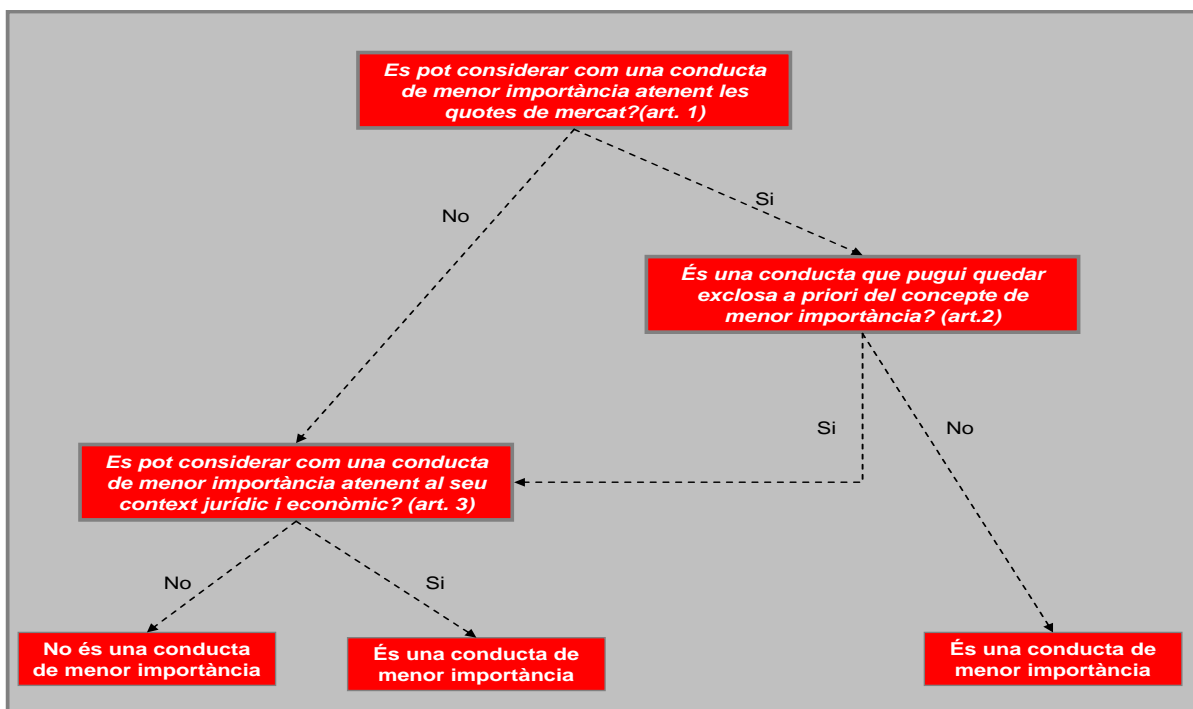 Es pot considerar com una conducta
de menor importància atenent les
quotes de mercat?(art. 1)
No
Si
És una conducta que pugui quedar
exclosa a priori del concepte de
menor importància? (art.2)
Si
No
Es pot considerar com una conducta
de menor importància atenent al seu
context jurídic i econòmic? (art. 3)
No
Si
No és una conducta
de menor importància
És una conducta de
menor importància
És una conducta de
menor importància